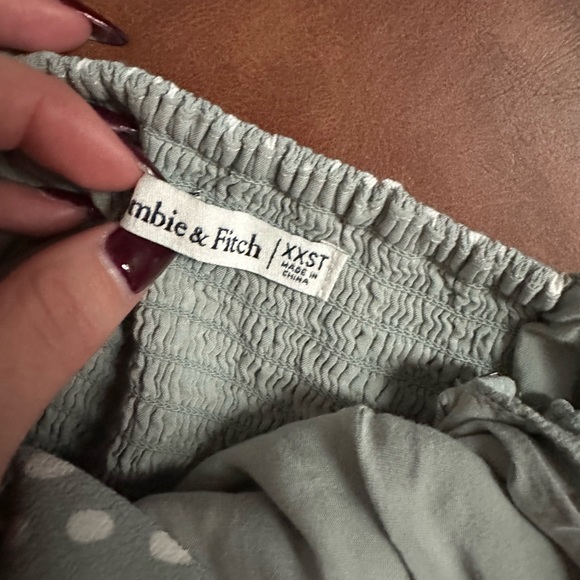 mbie & Fitch | XXST
MADE IN
CHINA